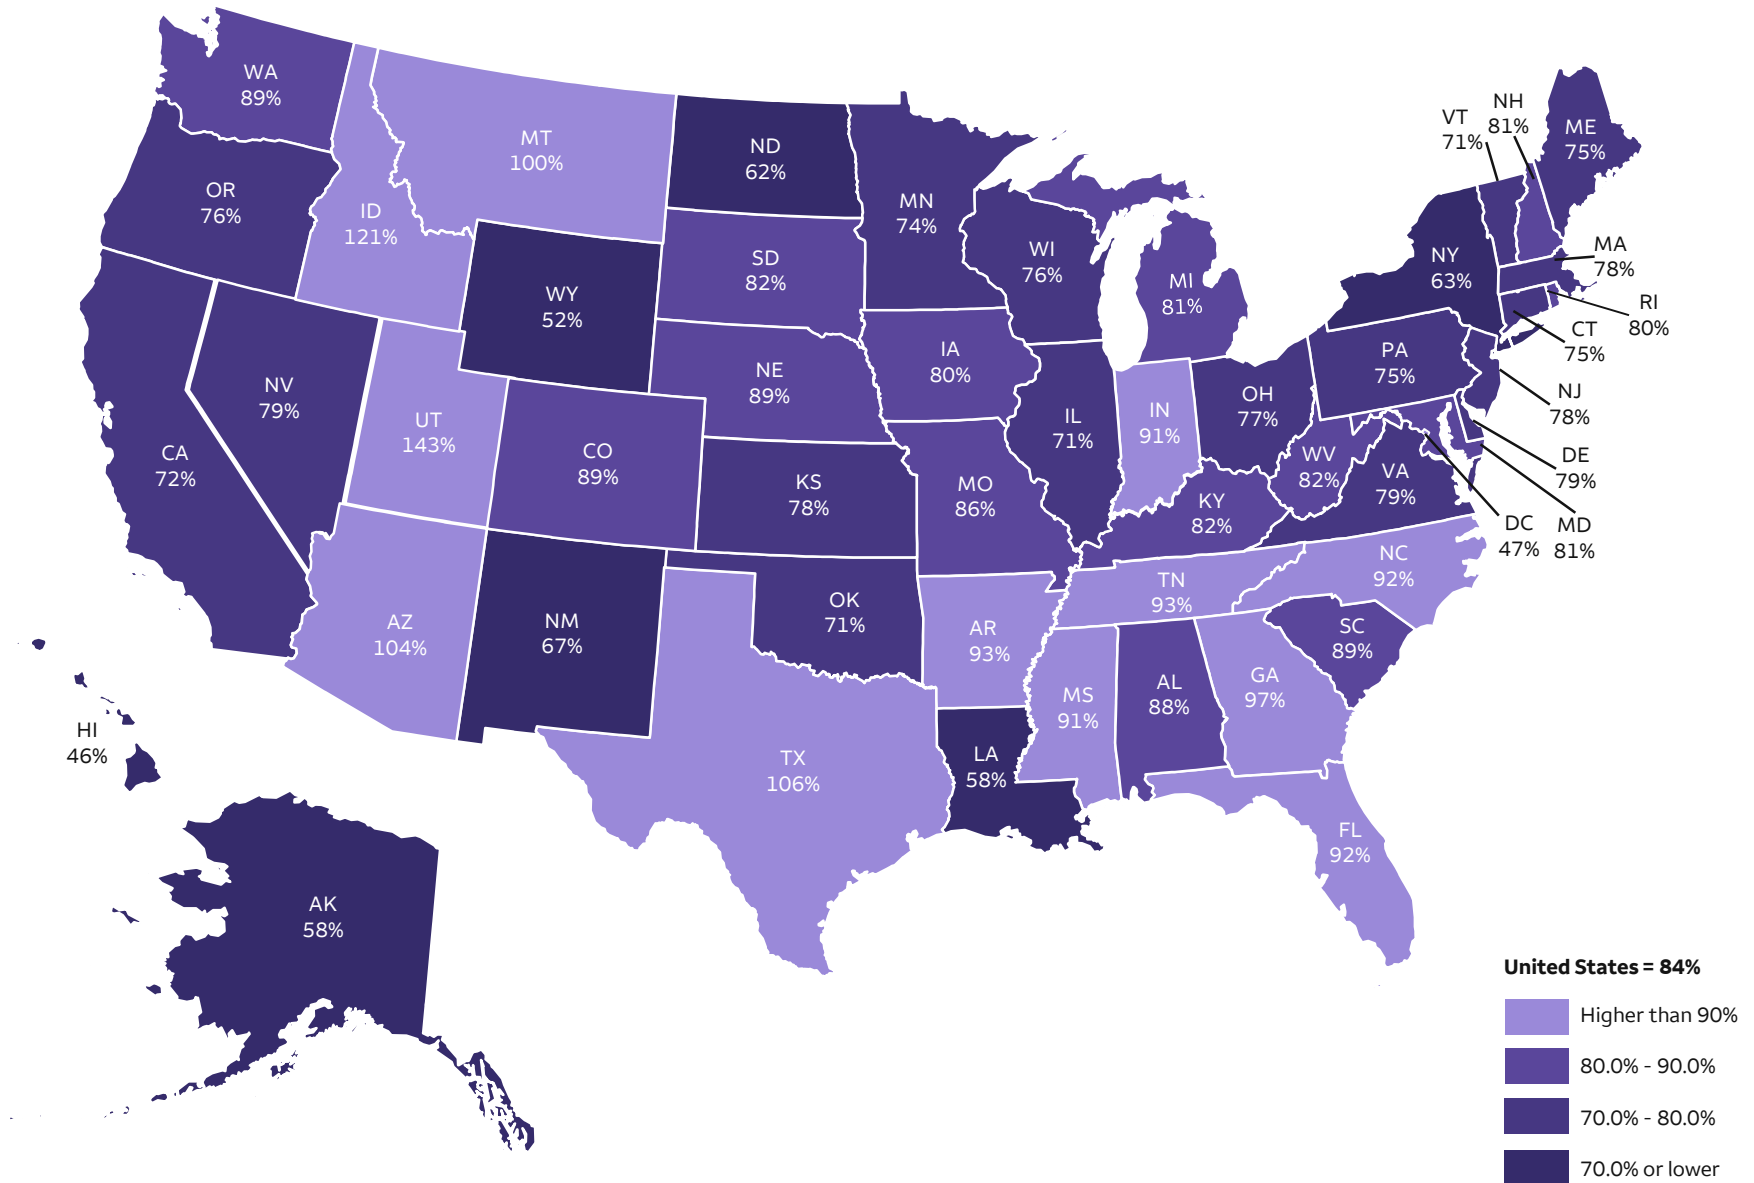 WA
89%
MT
100%
ND
62%
VT
71%
NH
81%
ME
75%
OR
76%
ID
121%
MN
74%
WI
76%
NY
63%
MA
78%
SD
82%
MI
81%
RI
80%
WY
52%
CT
75%
IA
80%
PA
75%
NE
89%
NV
79%
UT
143%
IL
71%
IN
91%
OH
77%
NJ
78%
CA
72%
CO
89%
KS
78%
MO
86%
WV
82%
VA
79%
DE
79%
KY
82%
DC
47%
MD
81%
NC
92%
TN
93%
AZ
104%
NM
67%
OK
71%
AR
93%
SC
89%
MS
91%
AL
88%
GA
97%
HI
46%
TX
106%
LA
58%
FL
92%
AK
58%
United States = 84%
Higher than 90%
80.0% - 90.0%
70.0% - 80.0%
70.0% or lower